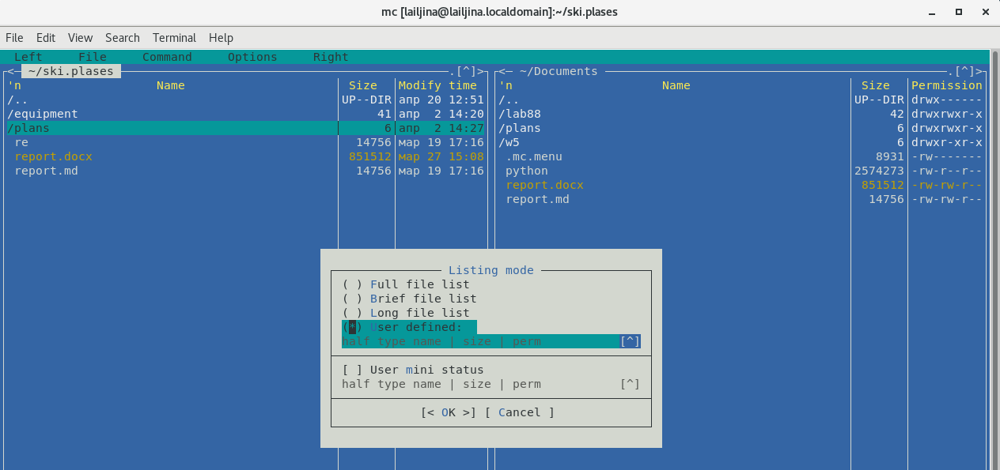 mc [lailjina@lailjina.localdomain]:~/ski.plases
File Edit View Search Terminal Help
Left File Command Options Right
<─ ~/ski.plases ─.[^]>
'n Name Size Modify time
/.. UP--DIR апр 20 12:51
/equipment 41 апр 2 14:20
/plans 6 апр 2 14:27
re 14756 мар 19 17:16
report.docx 851512 мар 27 15:08
report.md 14756 мар 19 17:16
<─ ~/Documents ─.[^]>
'n Name Size Permission
/.. UP--DIR drwx------
/lab88 42 drwxrwxr-x
/plans 6 drwxrwxr-x
/w5 6 drwxr-xr-x
.mc.menu 8931 -rw-------
python 2574273 -rw-r--r--
report.docx 851512 -rw-rw-r--
report.md 14756 -rw-rw-r--
Listing mode
( ) Full file list
( ) Brief file list
( ) Long file list
(*) User defined:
half type name | size | perm [^]
[ ] User mini status
half type name | size | perm [^]
[< OK >] [ Cancel ]